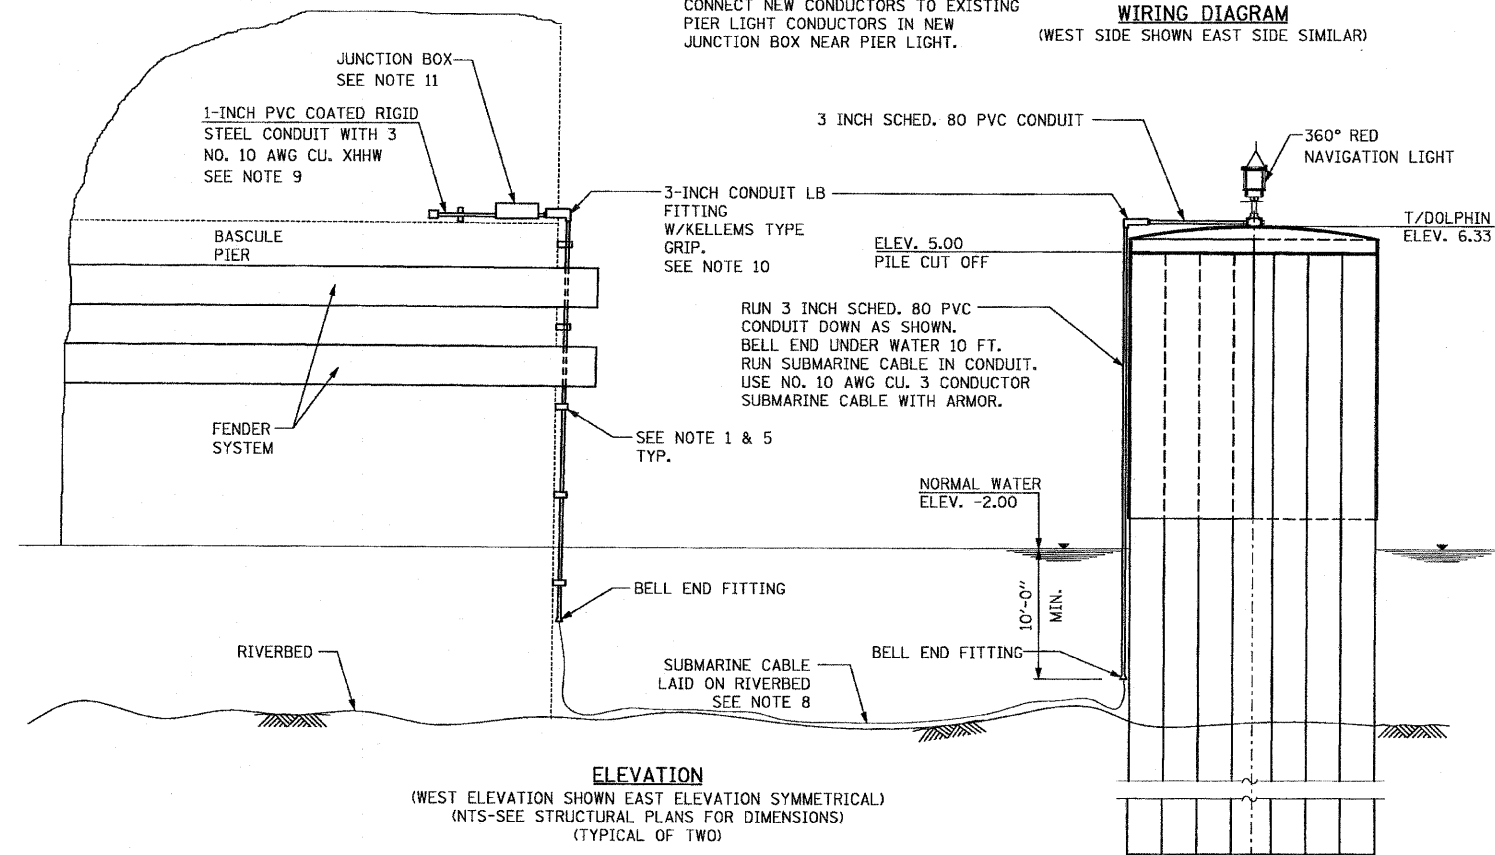 CONNECT NEW CONDUCTORS TO EXISTING
PIER LIGHT CONDUCTORS IN NEW
JUNCTION BOX NEAR PIER LIGHT.
WIRING DIAGRAM
(WEST SIDE SHOWN EAST SIDE SIMILAR)
JUNCTION BOX
SEE NOTE 11
1-INCH PVC COATED RIGID
STEEL CONDUIT WITH 3
NO. 10 AWG CU. XHHW
SEE NOTE 9
3 INCH SCHED. 80 PVC CONDUIT
360° RED
NAVIGATION LIGHT
3-INCH CONDUIT LB
FITTING
W/KELLEMS TYPE
GRIP.
SEE NOTE 10
T/DOLPHIN
ELEV. 6.33
BASCULE
PIER
ELEV. 5.00
PILE CUT OFF
RUN 3 INCH SCHED. 80 PVC
CONDUIT DOWN AS SHOWN.
BELL END UNDER WATER 10 FT.
RUN SUBMARINE CABLE IN CONDUIT.
USE NO. 10 AWG CU. 3 CONDUCTOR
SUBMARINE CABLE WITH ARMOR.
FENDER
SYSTEM
SEE NOTE 1 & 5
TYP.
NORMAL WATER
ELEV. -2.00
BELL END FITTING
10'-0"
MIN.
RIVERBED
SUBMARINE CABLE
LAID ON RIVERBED
SEE NOTE 8
BELL END FITTING
ELEVATION
(WEST ELEVATION SHOWN EAST ELEVATION SYMMETRICAL)
(NTS-SEE STRUCTURAL PLANS FOR DIMENSIONS)
(TYPICAL OF TWO)